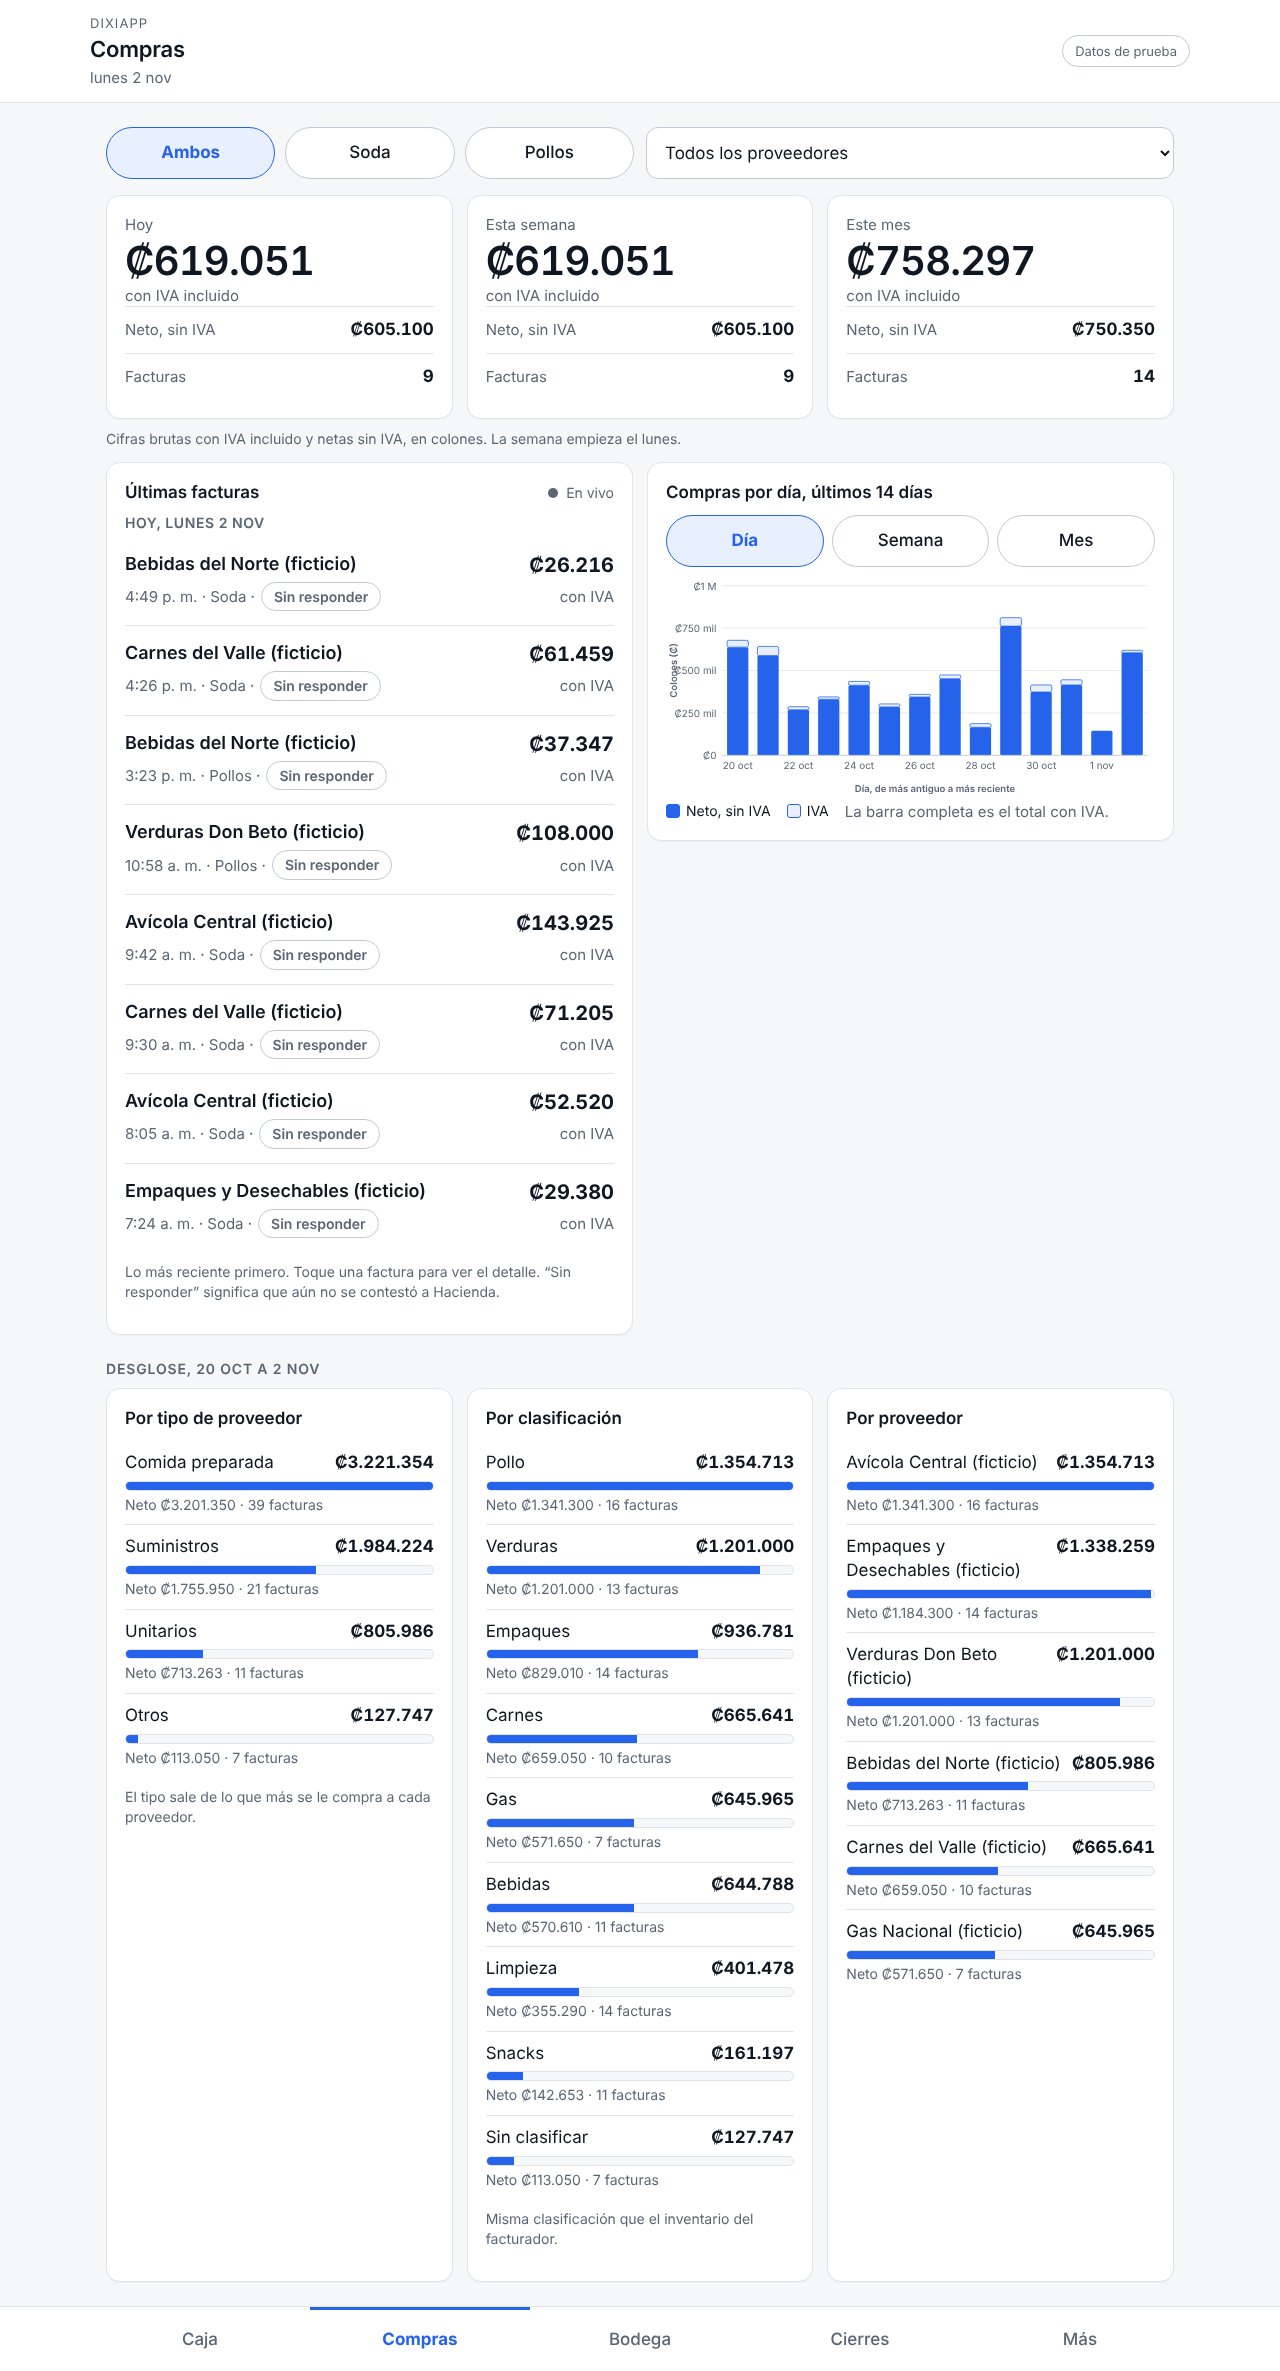 DIXIAPP
Compras
lunes 2 nov
Datos de prueba
Ambos
Soda
Pollos
Todos los proveedores
Hoy
₡619.051
con IVA incluido
Neto, sin IVA ₡605.100
Facturas 9
Esta semana
₡619.051
con IVA incluido
Neto, sin IVA ₡605.100
Facturas 9
Este mes
₡758.297
con IVA incluido
Neto, sin IVA ₡750.350
Facturas 14
Cifras brutas con IVA incluido y netas sin IVA, en colones. La semana empieza el lunes.
Últimas facturas
En vivo
HOY, LUNES 2 NOV
Bebidas del Norte (ficticio) ₡26.216
4:49 p. m. · Soda · Sin responder con IVA
Carnes del Valle (ficticio) ₡61.459
4:26 p. m. · Soda · Sin responder con IVA
Bebidas del Norte (ficticio) ₡37.347
3:23 p. m. · Pollos · Sin responder con IVA
Verduras Don Beto (ficticio) ₡108.000
10:58 a. m. · Pollos · Sin responder con IVA
Avícola Central (ficticio) ₡143.925
9:42 a. m. · Soda · Sin responder con IVA
Carnes del Valle (ficticio) ₡71.205
9:30 a. m. · Soda · Sin responder con IVA
Avícola Central (ficticio) ₡52.520
8:05 a. m. · Soda · Sin responder con IVA
Empaques y Desechables (ficticio) ₡29.380
7:24 a. m. · Soda · Sin responder con IVA
Lo más reciente primero. Toque una factura para ver el detalle. “Sin
responder” significa que aún no se contestó a Hacienda.
Compras por día, últimos 14 días
Día
Semana
Mes
₡1 M
₡750 mil
₡500 mil
₡250 mil
₡0
Colones (₡)
20 oct 22 oct 24 oct 26 oct 28 oct 30 oct 1 nov
Día, de más antiguo a más reciente
Neto, sin IVA IVA La barra completa es el total con IVA.
DESGLOSE, 20 OCT A 2 NOV
Por tipo de proveedor
Comida preparada ₡3.221.354
Neto ₡3.201.350 · 39 facturas
Suministros ₡1.984.224
Neto ₡1.755.950 · 21 facturas
Unitarios ₡805.986
Neto ₡713.263 · 11 facturas
Otros ₡127.747
Neto ₡113.050 · 7 facturas
El tipo sale de lo que más se le compra a cada
proveedor.
Por clasificación
Pollo ₡1.354.713
Neto ₡1.341.300 · 16 facturas
Verduras ₡1.201.000
Neto ₡1.201.000 · 13 facturas
Empaques ₡936.781
Neto ₡829.010 · 14 facturas
Carnes ₡665.641
Neto ₡659.050 · 10 facturas
Gas ₡645.965
Neto ₡571.650 · 7 facturas
Bebidas ₡644.788
Neto ₡570.610 · 11 facturas
Limpieza ₡401.478
Neto ₡355.290 · 14 facturas
Snacks ₡161.197
Neto ₡142.653 · 11 facturas
Sin clasificar ₡127.747
Neto ₡113.050 · 7 facturas
Misma clasificación que el inventario del
facturador.
Por proveedor
Avícola Central (ficticio) ₡1.354.713
Neto ₡1.341.300 · 16 facturas
Empaques y ₡1.338.259
Desechables (ficticio)
Neto ₡1.184.300 · 14 facturas
Verduras Don Beto ₡1.201.000
(ficticio)
Neto ₡1.201.000 · 13 facturas
Bebidas del Norte (ficticio) ₡805.986
Neto ₡713.263 · 11 facturas
Carnes del Valle (ficticio) ₡665.641
Neto ₡659.050 · 10 facturas
Gas Nacional (ficticio) ₡645.965
Neto ₡571.650 · 7 facturas
Caja
Compras
Bodega
Cierres
Más